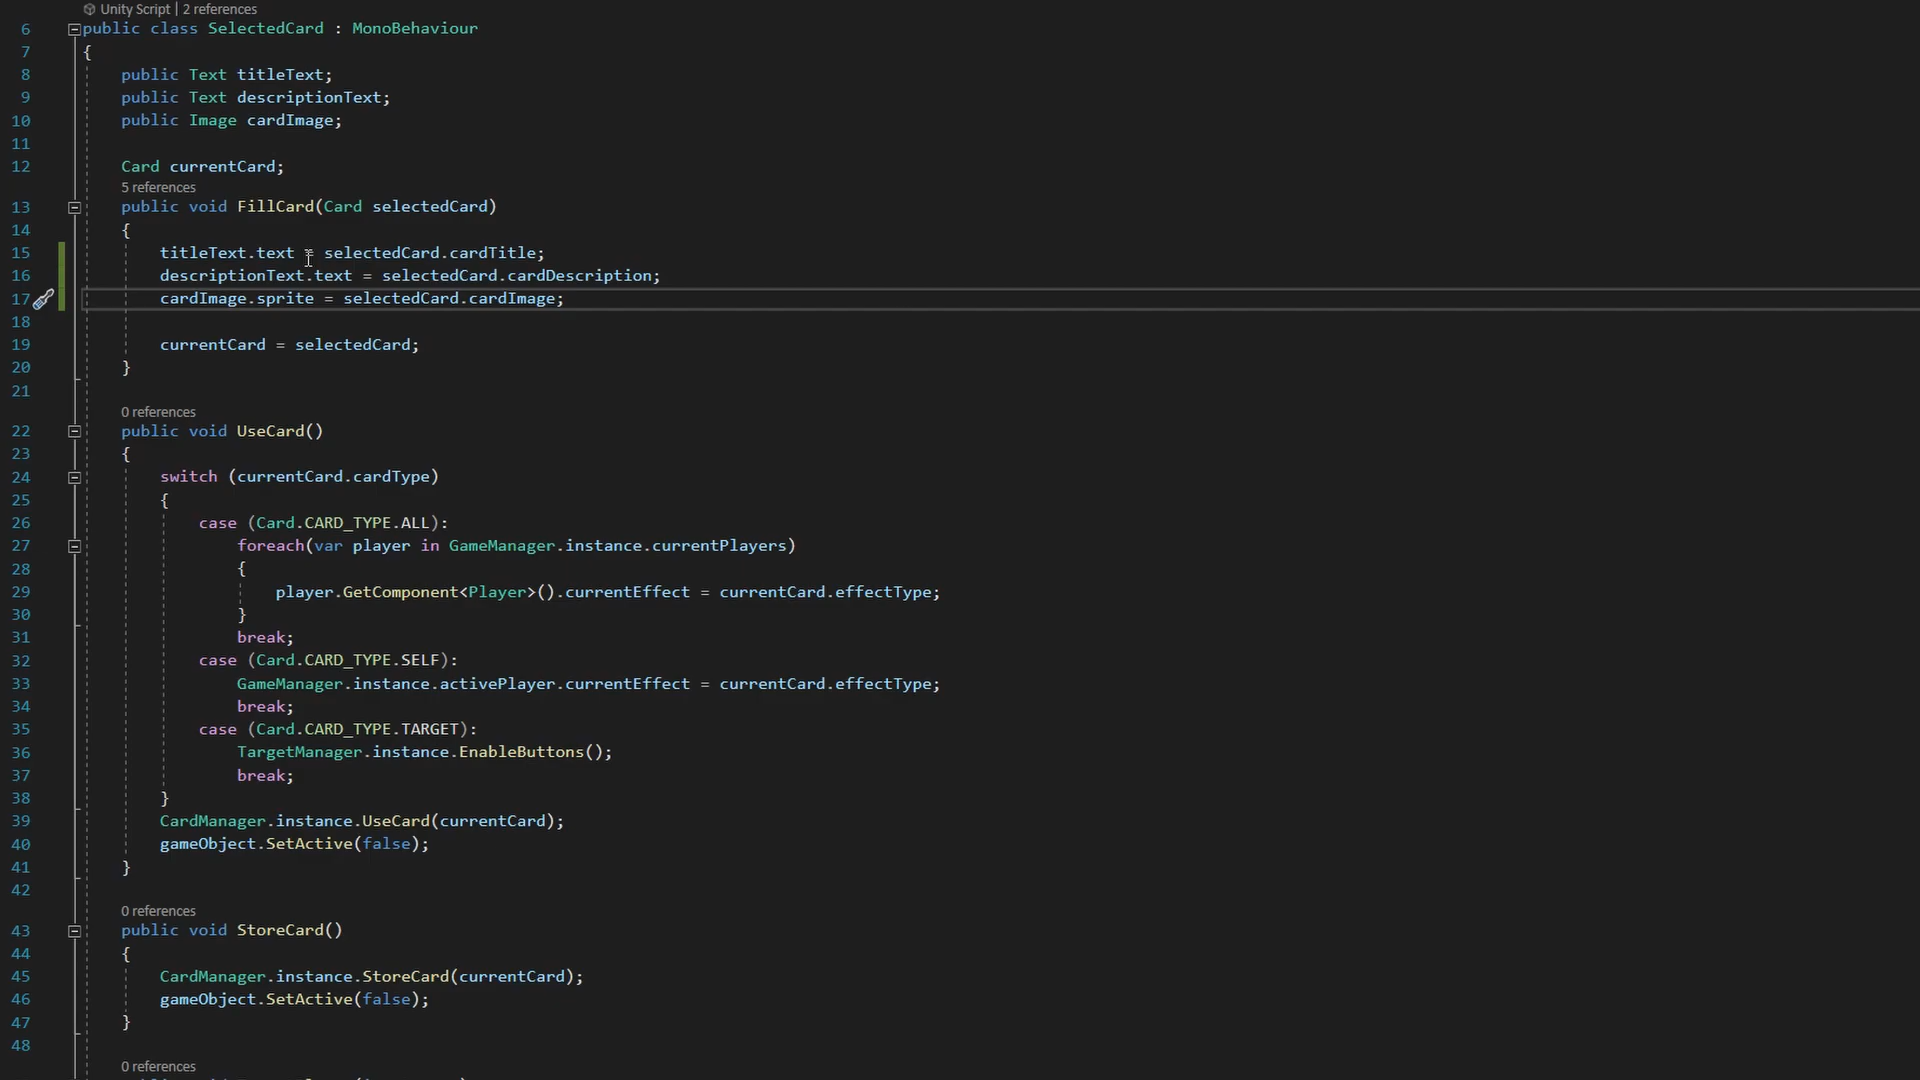 Unity Script | 2 references
6 public class SelectedCard : MonoBehaviour
7 {
8 public Text titleText;
9 public Text descriptionText;
10 public Image cardImage;
11
12 Card currentCard;
5 references
13 public void FillCard(Card selectedCard)
14 {
15 titleText.text = selectedCard.cardTitle;
16 descriptionText.text = selectedCard.cardDescription;
17 cardImage.sprite = selectedCard.cardImage;
18
19 currentCard = selectedCard;
20 }
21
0 references
22 public void UseCard()
23 {
24 switch (currentCard.cardType)
25 {
26 case (Card.CARD_TYPE.ALL):
27 foreach(var player in GameManager.instance.currentPlayers)
28 {
29 player.GetComponent<Player>().currentEffect = currentCard.effectType;
30 }
31 break;
32 case (Card.CARD_TYPE.SELF):
33 GameManager.instance.activePlayer.currentEffect = currentCard.effectType;
34 break;
35 case (Card.CARD_TYPE.TARGET):
36 TargetManager.instance.EnableButtons();
37 break;
38 }
39 CardManager.instance.UseCard(currentCard);
40 gameObject.SetActive(false);
41 }
42
0 references
43 public void StoreCard()
44 {
45 CardManager.instance.StoreCard(currentCard);
46 gameObject.SetActive(false);
47 }
48
0 references